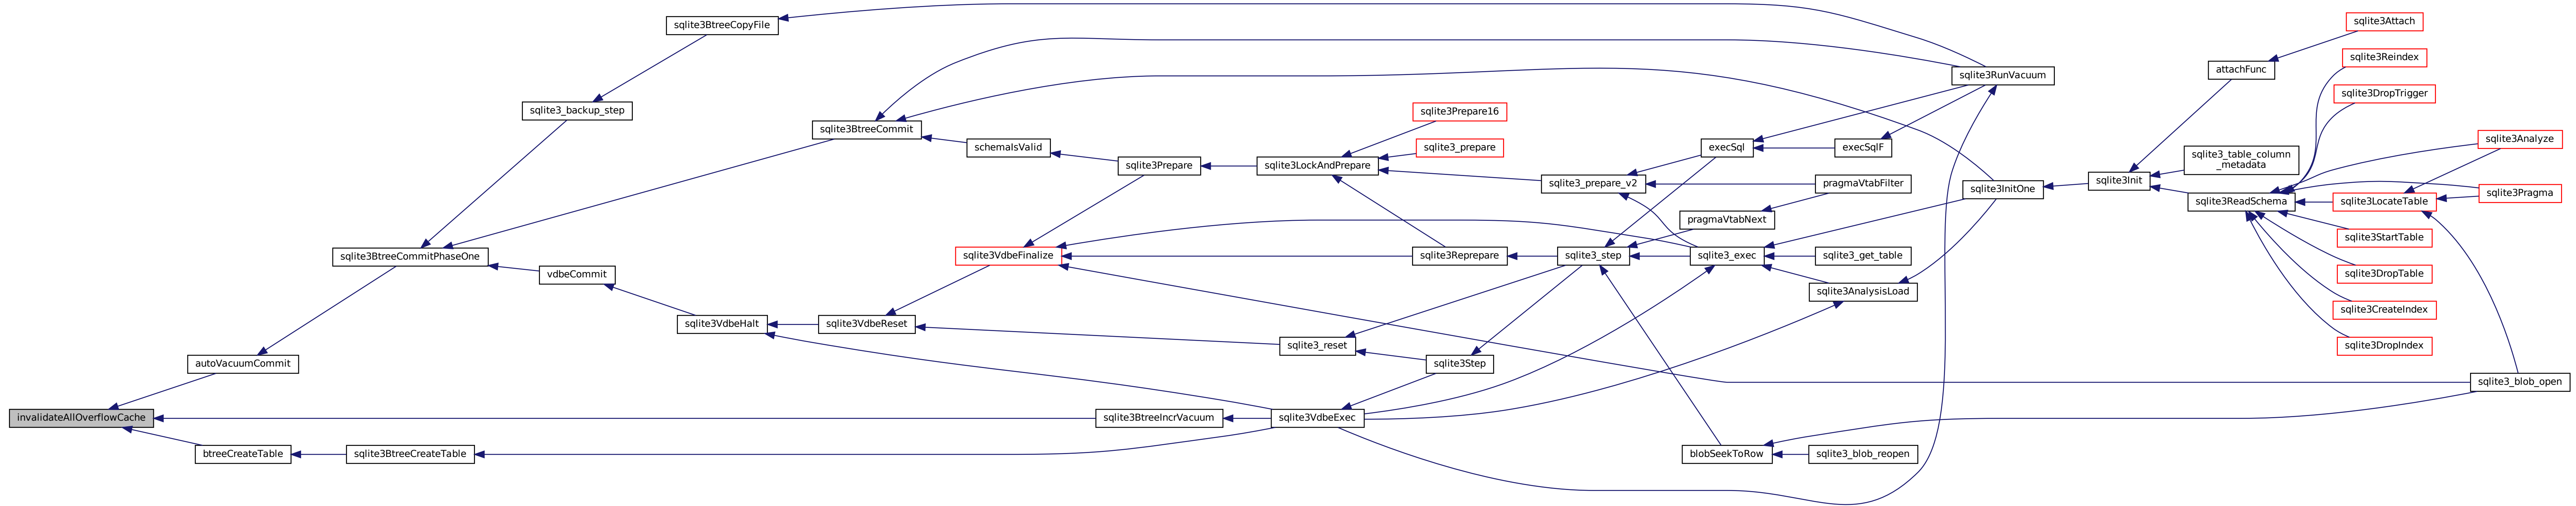 sqlite3Attach
sqlite3BtreeCopyFile
sqlite3Reindex
attachFunc
sqlite3RunVacuum
sqlite3DropTrigger
sqlite3_backup_step
sqlite3Prepare16
sqlite3BtreeCommit
sqlite3Analyze
schemaIsValid
sqlite3_prepare
execSql
execSqlF
sqlite3_table_column
_metadata
sqlite3Prepare
sqlite3LockAndPrepare
sqlite3_prepare_v2
pragmaVtabFilter
sqlite3InitOne
sqlite3Init
sqlite3Pragma
sqlite3ReadSchema
sqlite3LocateTable
pragmaVtabNext
sqlite3StartTable
sqlite3BtreeCommitPhaseOne
sqlite3VdbeFinalize
sqlite3Reprepare
sqlite3_step
sqlite3_exec
sqlite3_get_table
vdbeCommit
sqlite3DropTable
sqlite3AnalysisLoad
sqlite3CreateIndex
sqlite3VdbeHalt
sqlite3VdbeReset
sqlite3_reset
sqlite3DropIndex
autoVacuumCommit
sqlite3Step
sqlite3_blob_open
invalidateAllOverflowCache
sqlite3BtreeIncrVacuum
sqlite3VdbeExec
btreeCreateTable
sqlite3BtreeCreateTable
blobSeekToRow
sqlite3_blob_reopen